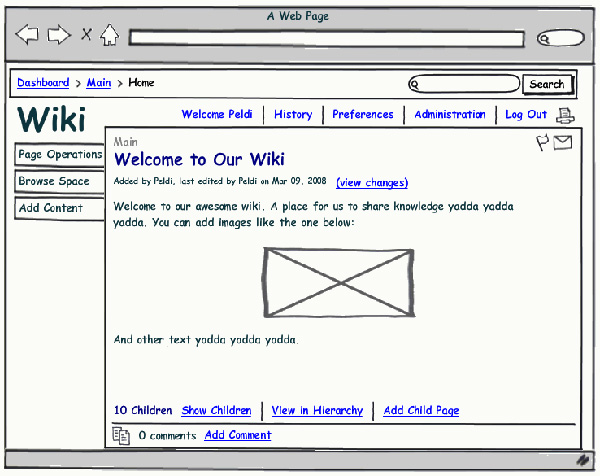 A Web Page
Dashboard > Main > Home
Search
Wiki
Welcome Peldi | History | Preferences | Administration | Log Out
Page Operations
Browse Space
Add Content
Main
Welcome to Our Wiki
Added by Peldi, last edited by Peldi on Mar 09, 2008 (view changes)
Welcome to our awesome wiki. A place for us to share knowledge yadda yadda
yadda. You can add images like the one below:
And other text yadda yadda yadda.
10 Children Show Children | View in Hierarchy | Add Child Page
0 comments Add Comment